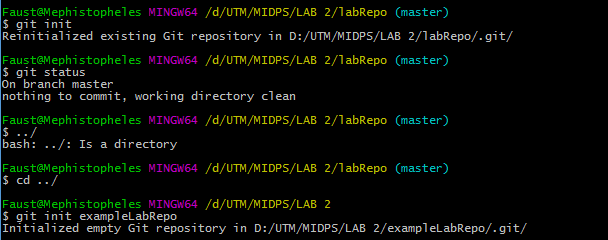 Faust@Mephistopheles MINGW64 /d/UTM/MIDPS/LAB 2/labRepo (master)
$ git init
Reinitialized existing Git repository in D:/UTM/MIDPS/LAB 2/labRepo/.git/
Faust@Mephistopheles MINGW64 /d/UTM/MIDPS/LAB 2/labRepo (master)
$ git status
On branch master
nothing to commit, working directory clean
Faust@Mephistopheles MINGW64 /d/UTM/MIDPS/LAB 2/labRepo (master)
$ ../
bash: ../: Is a directory
Faust@Mephistopheles MINGW64 /d/UTM/MIDPS/LAB 2/labRepo (master)
$ cd ../
Faust@Mephistopheles MINGW64 /d/UTM/MIDPS/LAB 2
$ git init exampleLabRepo
Initialized empty Git repository in D:/UTM/MIDPS/LAB 2/exampleLabRepo/.git/